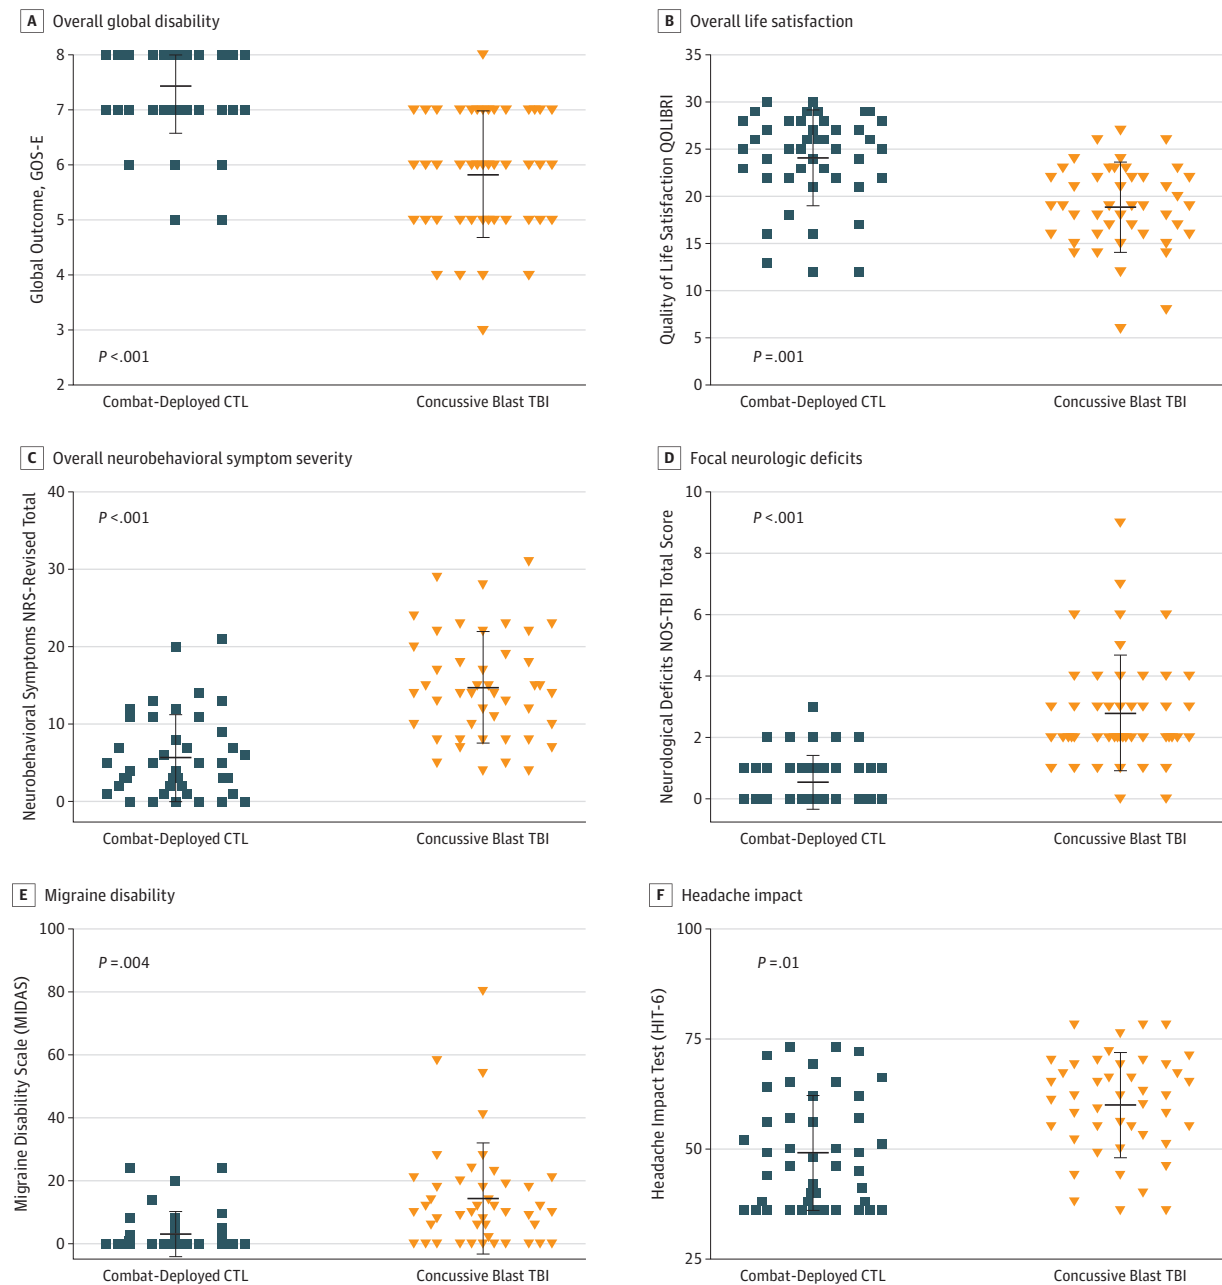 A Overall global disability
Global Outcome, GOS-E
8
7
6
5
4
3
2
P <.001
Combat-Deployed CTL
Concussive Blast TBI
B Overall life satisfaction
Quality of Life Satisfaction QOLIBRI
35
30
25
20
15
10
5
0
P =.001
Combat-Deployed CTL
Concussive Blast TBI
C Overall neurobehavioral symptom severity
Neurobehavioral Symptoms NRS-Revised Total
40
30
20
10
0
P <.001
Combat-Deployed CTL
Concussive Blast TBI
D Focal neurologic deficits
Neurological Deficits NOS-TBI Total Score
10
8
6
4
2
0
P <.001
Combat-Deployed CTL
Concussive Blast TBI
E Migraine disability
Migraine Disability Scale (MIDAS)
100
80
60
40
20
0
P =.004
Combat-Deployed CTL
Concussive Blast TBI
F Headache impact
Headache Impact Test (HIT-6)
100
75
50
25
P =.01
Combat-Deployed CTL
Concussive Blast TBI